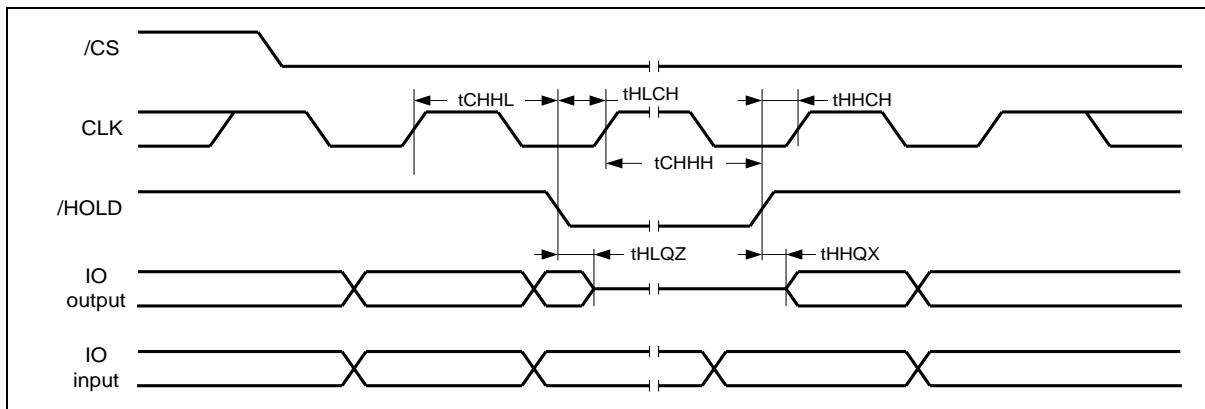 /CS
tCHHL
tHLCH
tHHCH
CLK
tCHHH
/HOLD
tHLQZ
tHHQX
IO
output
IO
input